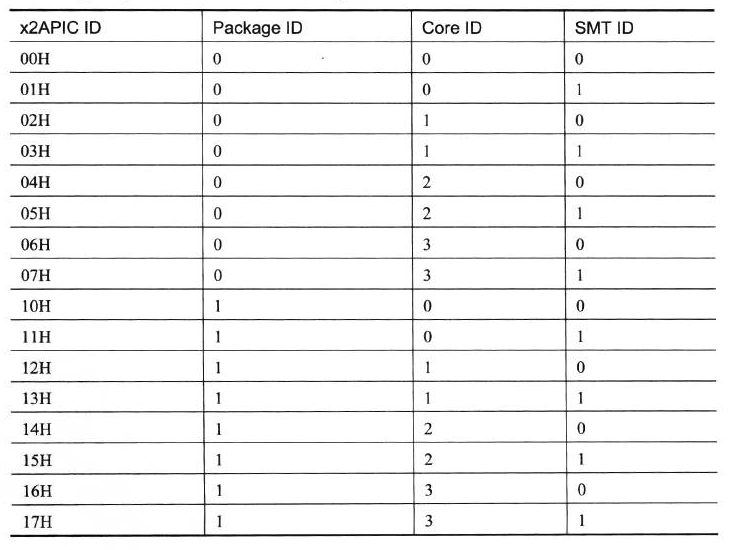 x2APIC ID Package ID Core ID SMT ID
00H 0 0 0
01H 0 0 1
02H 0 1 0
03H 0 1 1
04H 0 2 0
05H 0 2 1
06H 0 3 0
07H 0 3 1
10H 1 0 0
11H 1 0 1
12H 1 1 0
13H 1 1 1
14H 1 2 0
15H 1 2 1
16H 1 3 0
17H 1 3 1